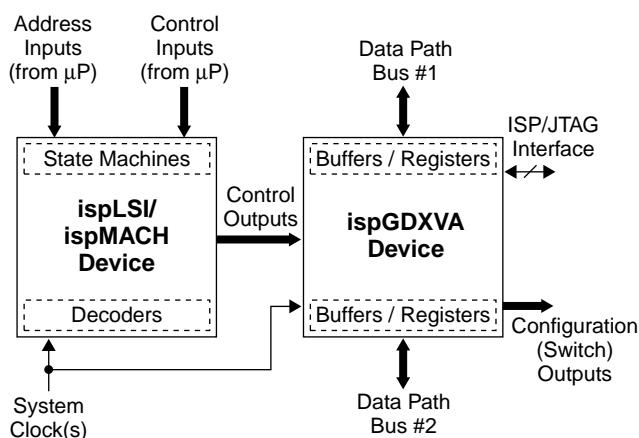 Address
Inputs
(from µP)
Control
Inputs
(from µP)
Data Path
Bus #1
State Machines
ispLSI/
ispMACH
Device
Decoders
Control
Outputs
Buffers / Registers
ispGDXVA
Device
Buffers / Registers
ISP/JTAG
Interface
Configuration
(Switch)
Outputs
System
Clock(s)
Data Path
Bus #2